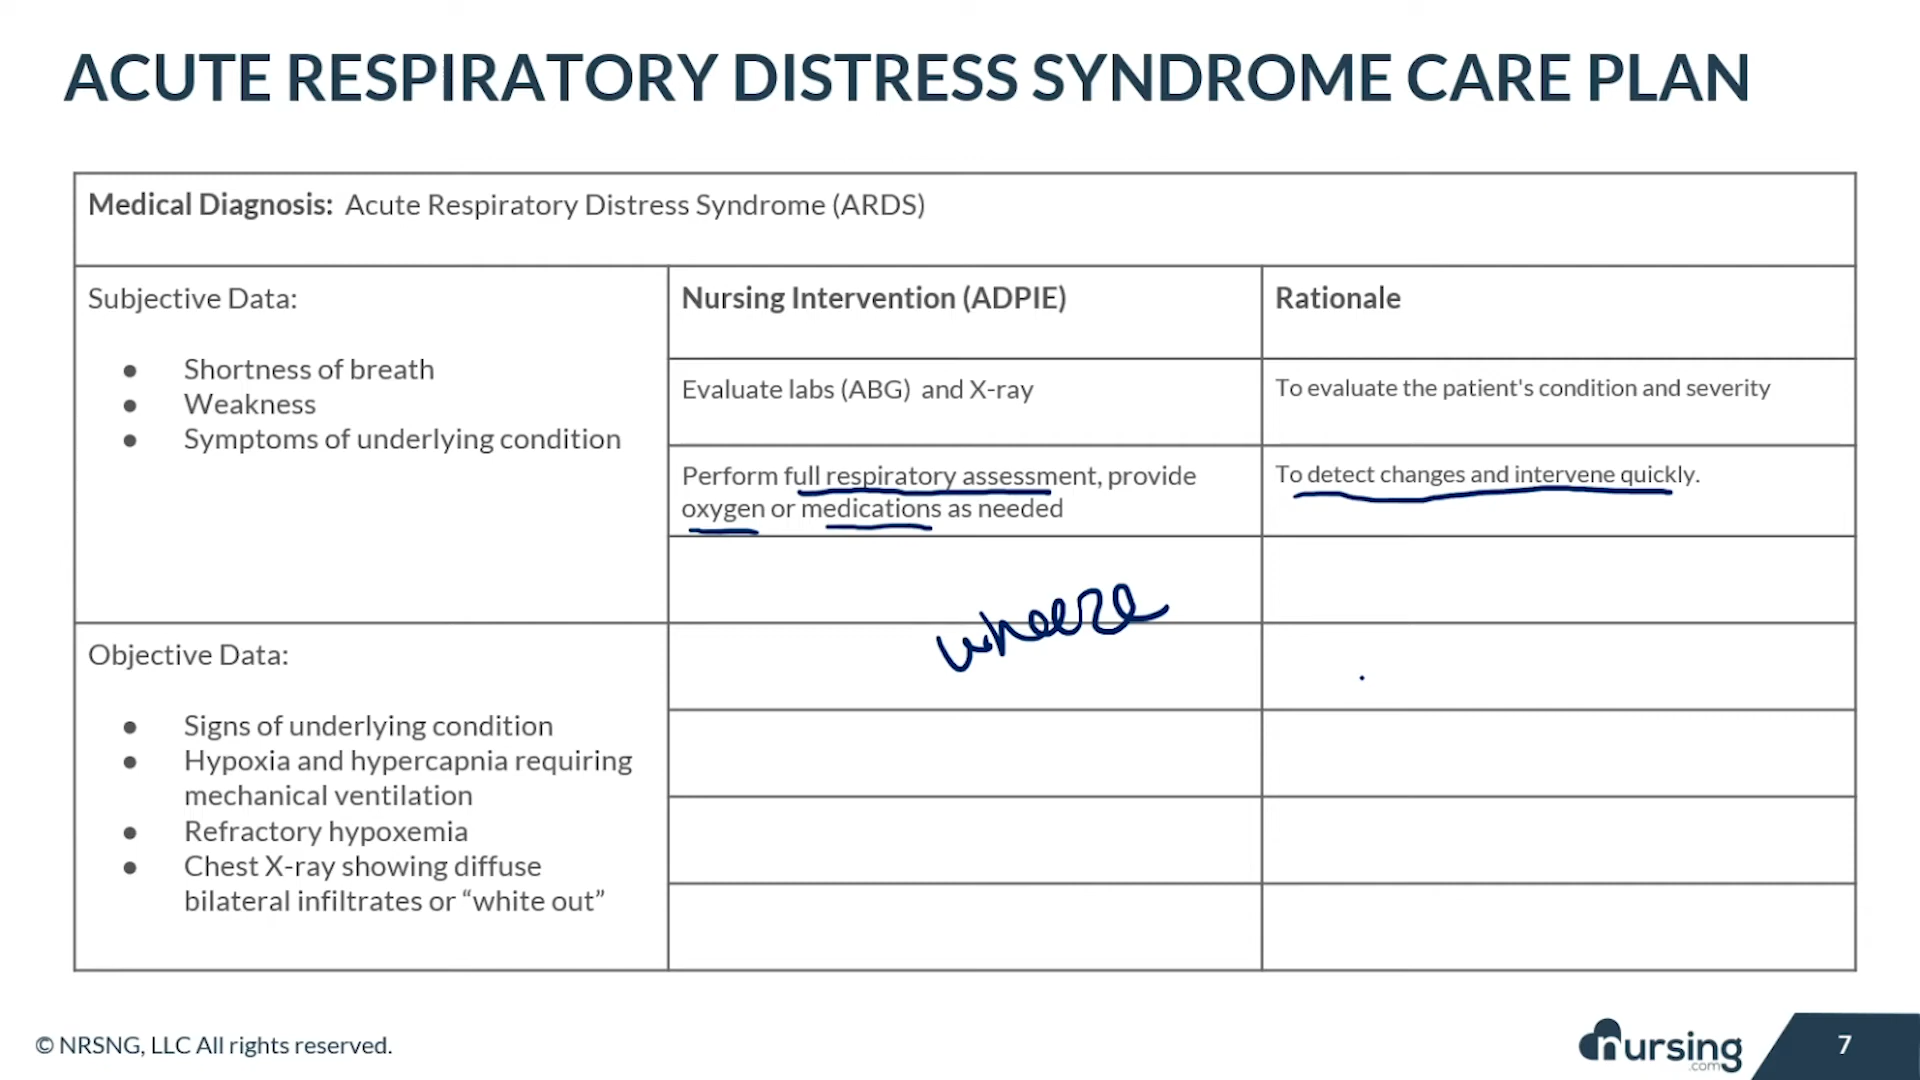 ACUTE RESPIRATORY DISTRESS SYNDROME CARE PLAN
Medical Diagnosis: Acute Respiratory Distress Syndrome (ARDS)
Subjective Data:
● Shortness of breath
● Weakness
● Symptoms of underlying condition
Nursing Intervention (ADPIE)
Rationale
Evaluate labs (ABG) and X-ray
To evaluate the patient's condition and severity
Perform full respiratory assessment, provide
oxygen or medications as needed
To detect changes and intervene quickly.
wheeze
Objective Data:
● Signs of underlying condition
● Hypoxia and hypercapnia requiring
mechanical ventilation
● Refractory hypoxemia
● Chest X-ray showing diffuse
bilateral infiltrates or “white out”
© NRSNG, LLC All rights reserved.
nursing
.com
7